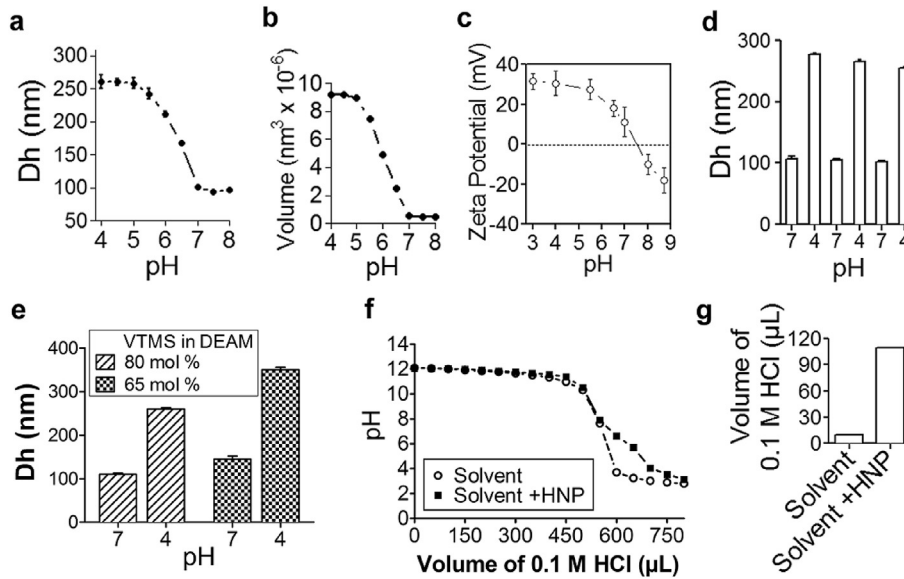 a
300
250
200
150
100
50
Dh (nm)
4 5 6 7 8
pH
b
12
10
8
6
4
2
0
Volume (nm³ x 10⁻⁶)
4 5 6 7 8
pH
c
40
20
0
-20
-40
Zeta Potential (mV)
3 4 5 6 7 8 9
pH
d
300
200
100
0
Dh (nm)
7 4 7 4 7 4
pH
e
VTMS in DEAM
80 mol %
65 mol %
400
300
200
100
0
Dh (nm)
7 4 7 4
pH
f
14
12
10
8
6
4
2
0
pH
Solvent
Solvent +HNP
0 150 300 450 600 750
Volume of 0.1 M HCl (µL)
g
120
90
60
30
0
Volume of
0.1 M HCl (µL)
Solvent
Solvent +HNP